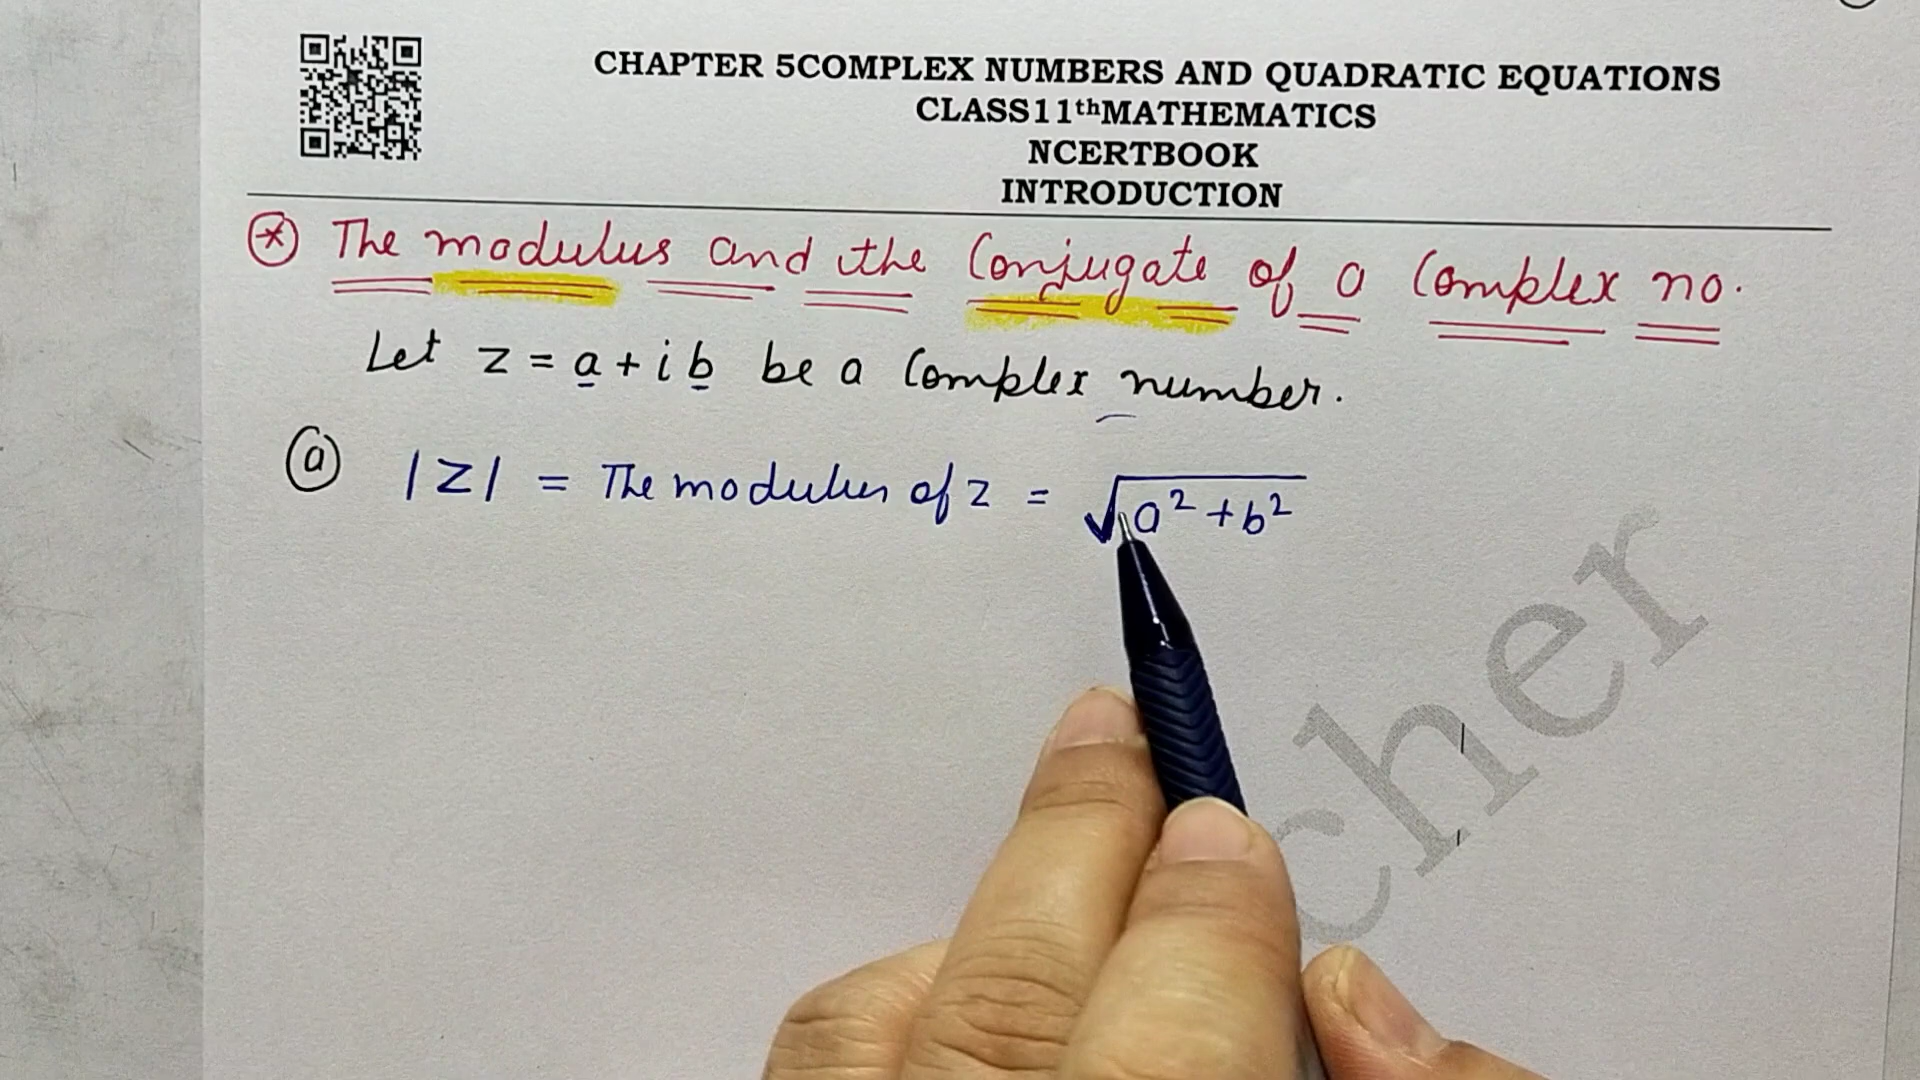 CHAPTER 5COMPLEX NUMBERS AND QUADRATIC EQUATIONS
CLASS11thMATHEMATICS
NCERTBOOK
INTRODUCTION
* The modulus and the Conjugate of a Complex no.
Let z = a + i b be a Complex number.
(a) |z| = The modulus of z = √a² + b²
cher